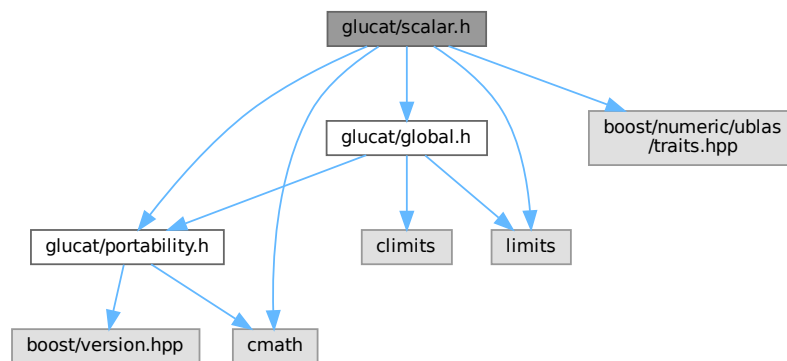 glucat/scalar.h
boost/numeric/ublas
/traits.hpp
glucat/global.h
glucat/portability.h
climits
limits
boost/version.hpp
cmath